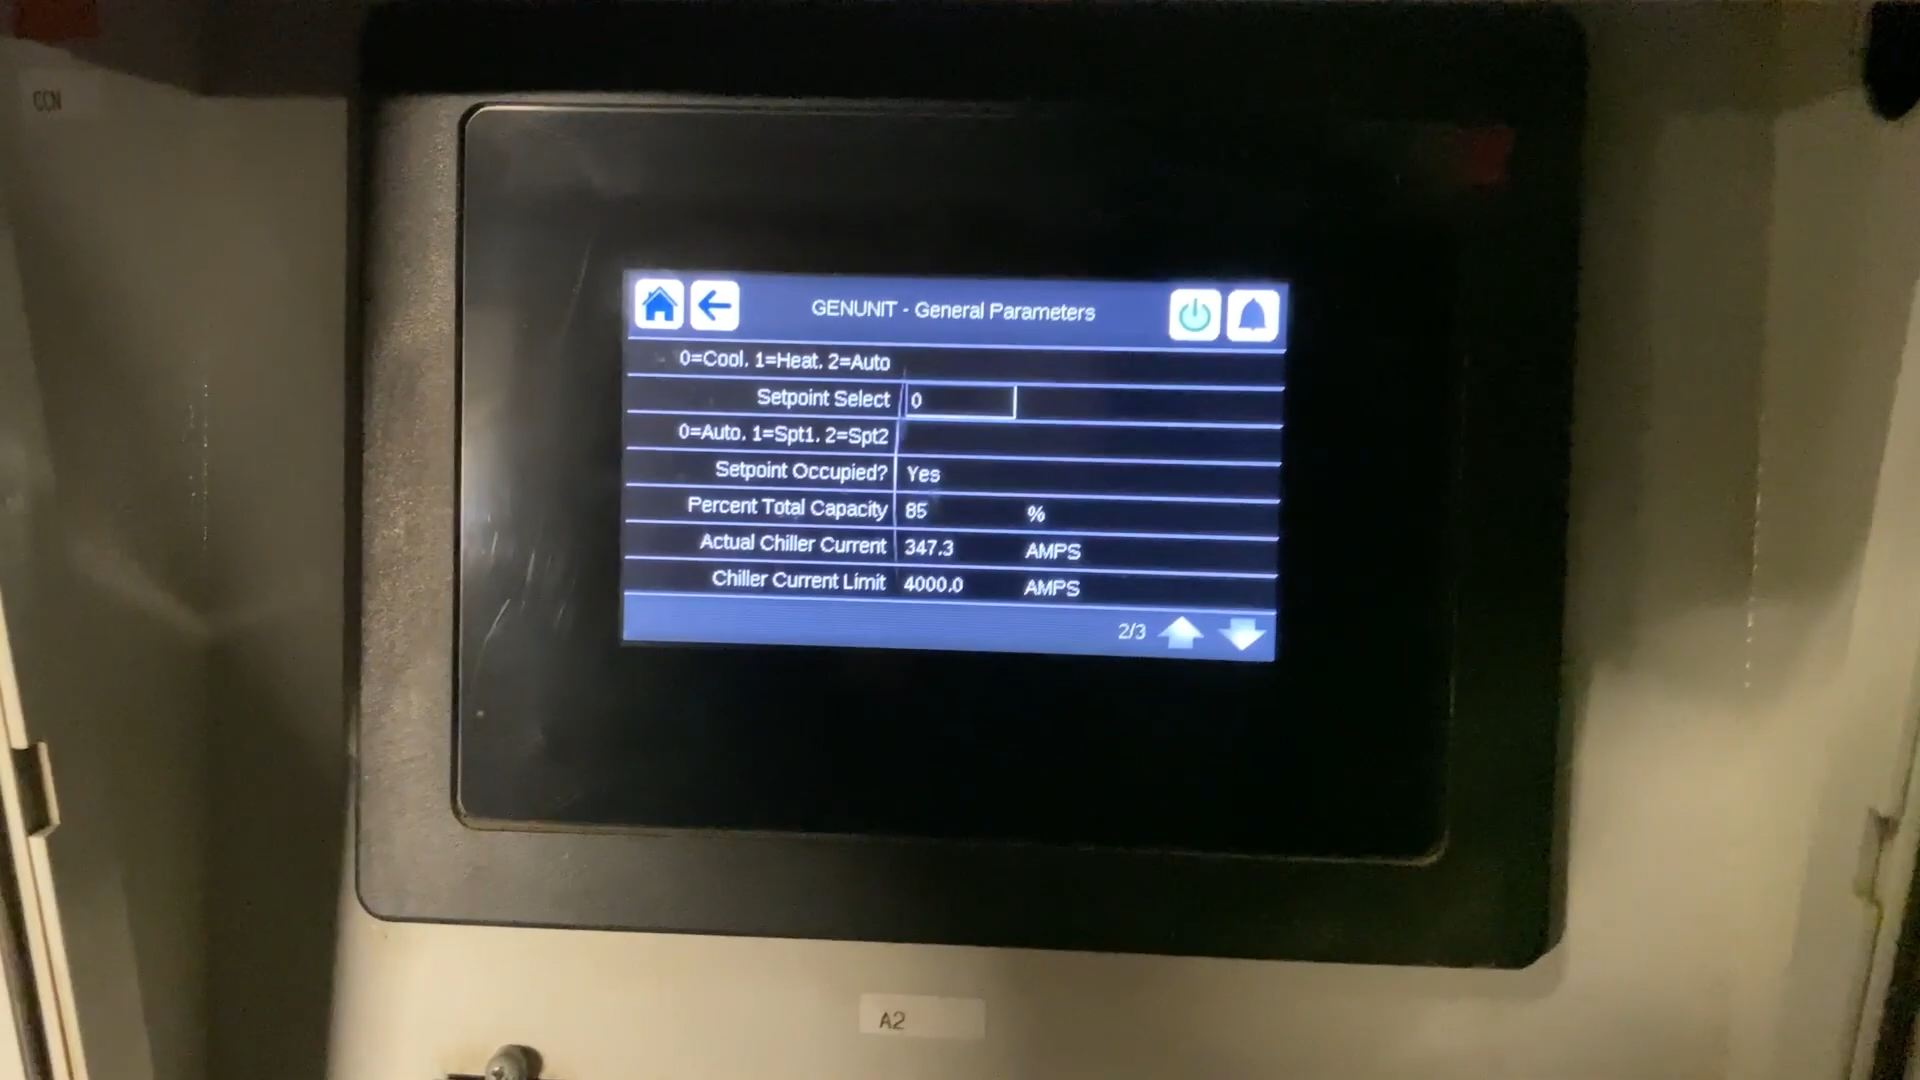 CCN
GENUNIT - General Parameters
0=Cool. 1=Heat. 2=Auto
Setpoint Select 0
0=Auto. 1=Spt1. 2=Spt2
Setpoint Occupied? Yes
Percent Total Capacity 85 %
Actual Chiller Current 347.3 AMPS
Chiller Current Limit 4000.0 AMPS
2/3
A2